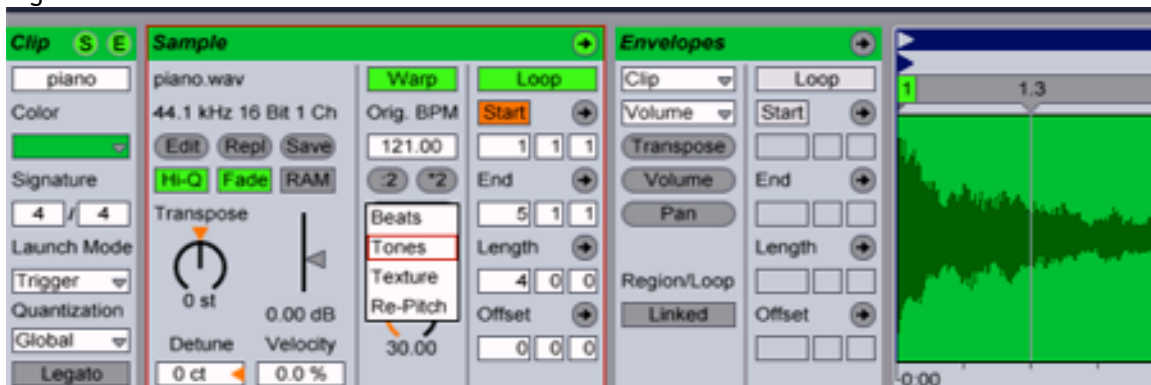 Clip S E
piano
Color
Signature
4 / 4
Launch Mode
Trigger
Quantization
Global
Legato
Sample
piano.wav
44.1 kHz 16 Bit 1 Ch
Edit Repl Save
Hi-Q Fade RAM
Transpose
0 st
0.00 dB
Detune Velocity
0 ct 0.0 %
Warp
Orig. BPM
121.00
:2 *2
Beats
Tones
Texture
Re-Pitch
30.00
Loop
Start
1 1 1
End
5 1 1
Length
4 0 0
Offset
0 0 0
Envelopes
Clip
Volume
Transpose
Volume
Pan
Region/Loop
Linked
Loop
Start
End
Length
Offset
1 1.3
-0:00